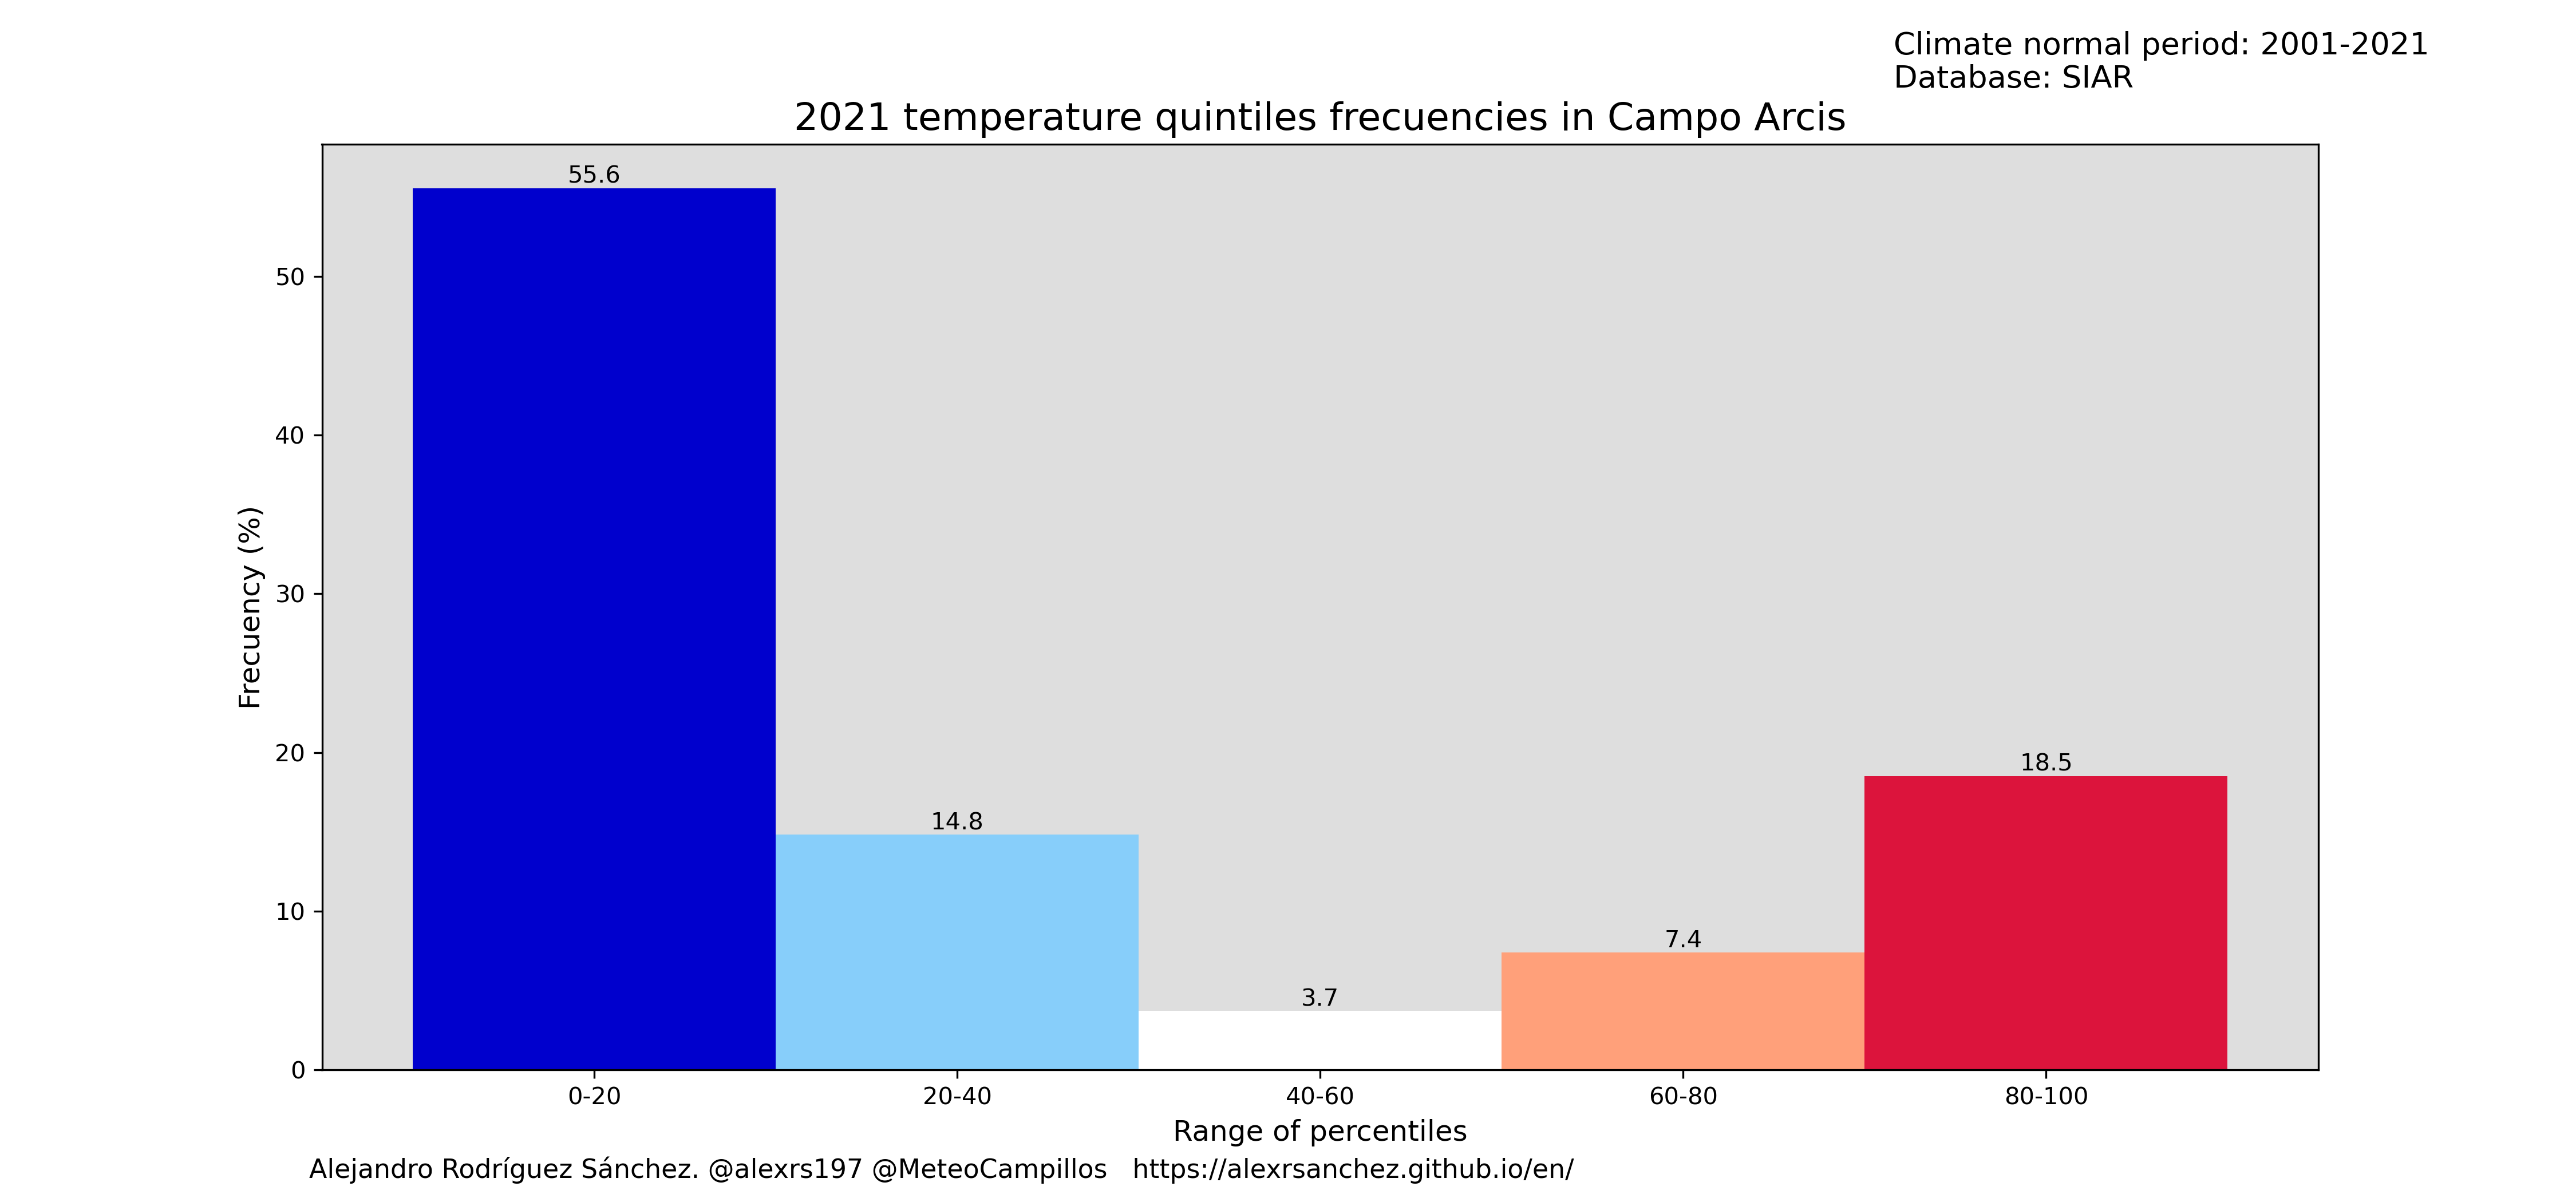 Climate normal period: 2001-2021
Database: SIAR
2021 temperature quintiles frecuencies in Campo Arcis
55.6
14.8
3.7
7.4
18.5
50
40
30
20
10
0
Frecuency (%)
0-20
20-40
40-60
60-80
80-100
Range of percentiles
Alejandro Rodríguez Sánchez. @alexrs197 @MeteoCampillos   https://alexrsanchez.github.io/en/